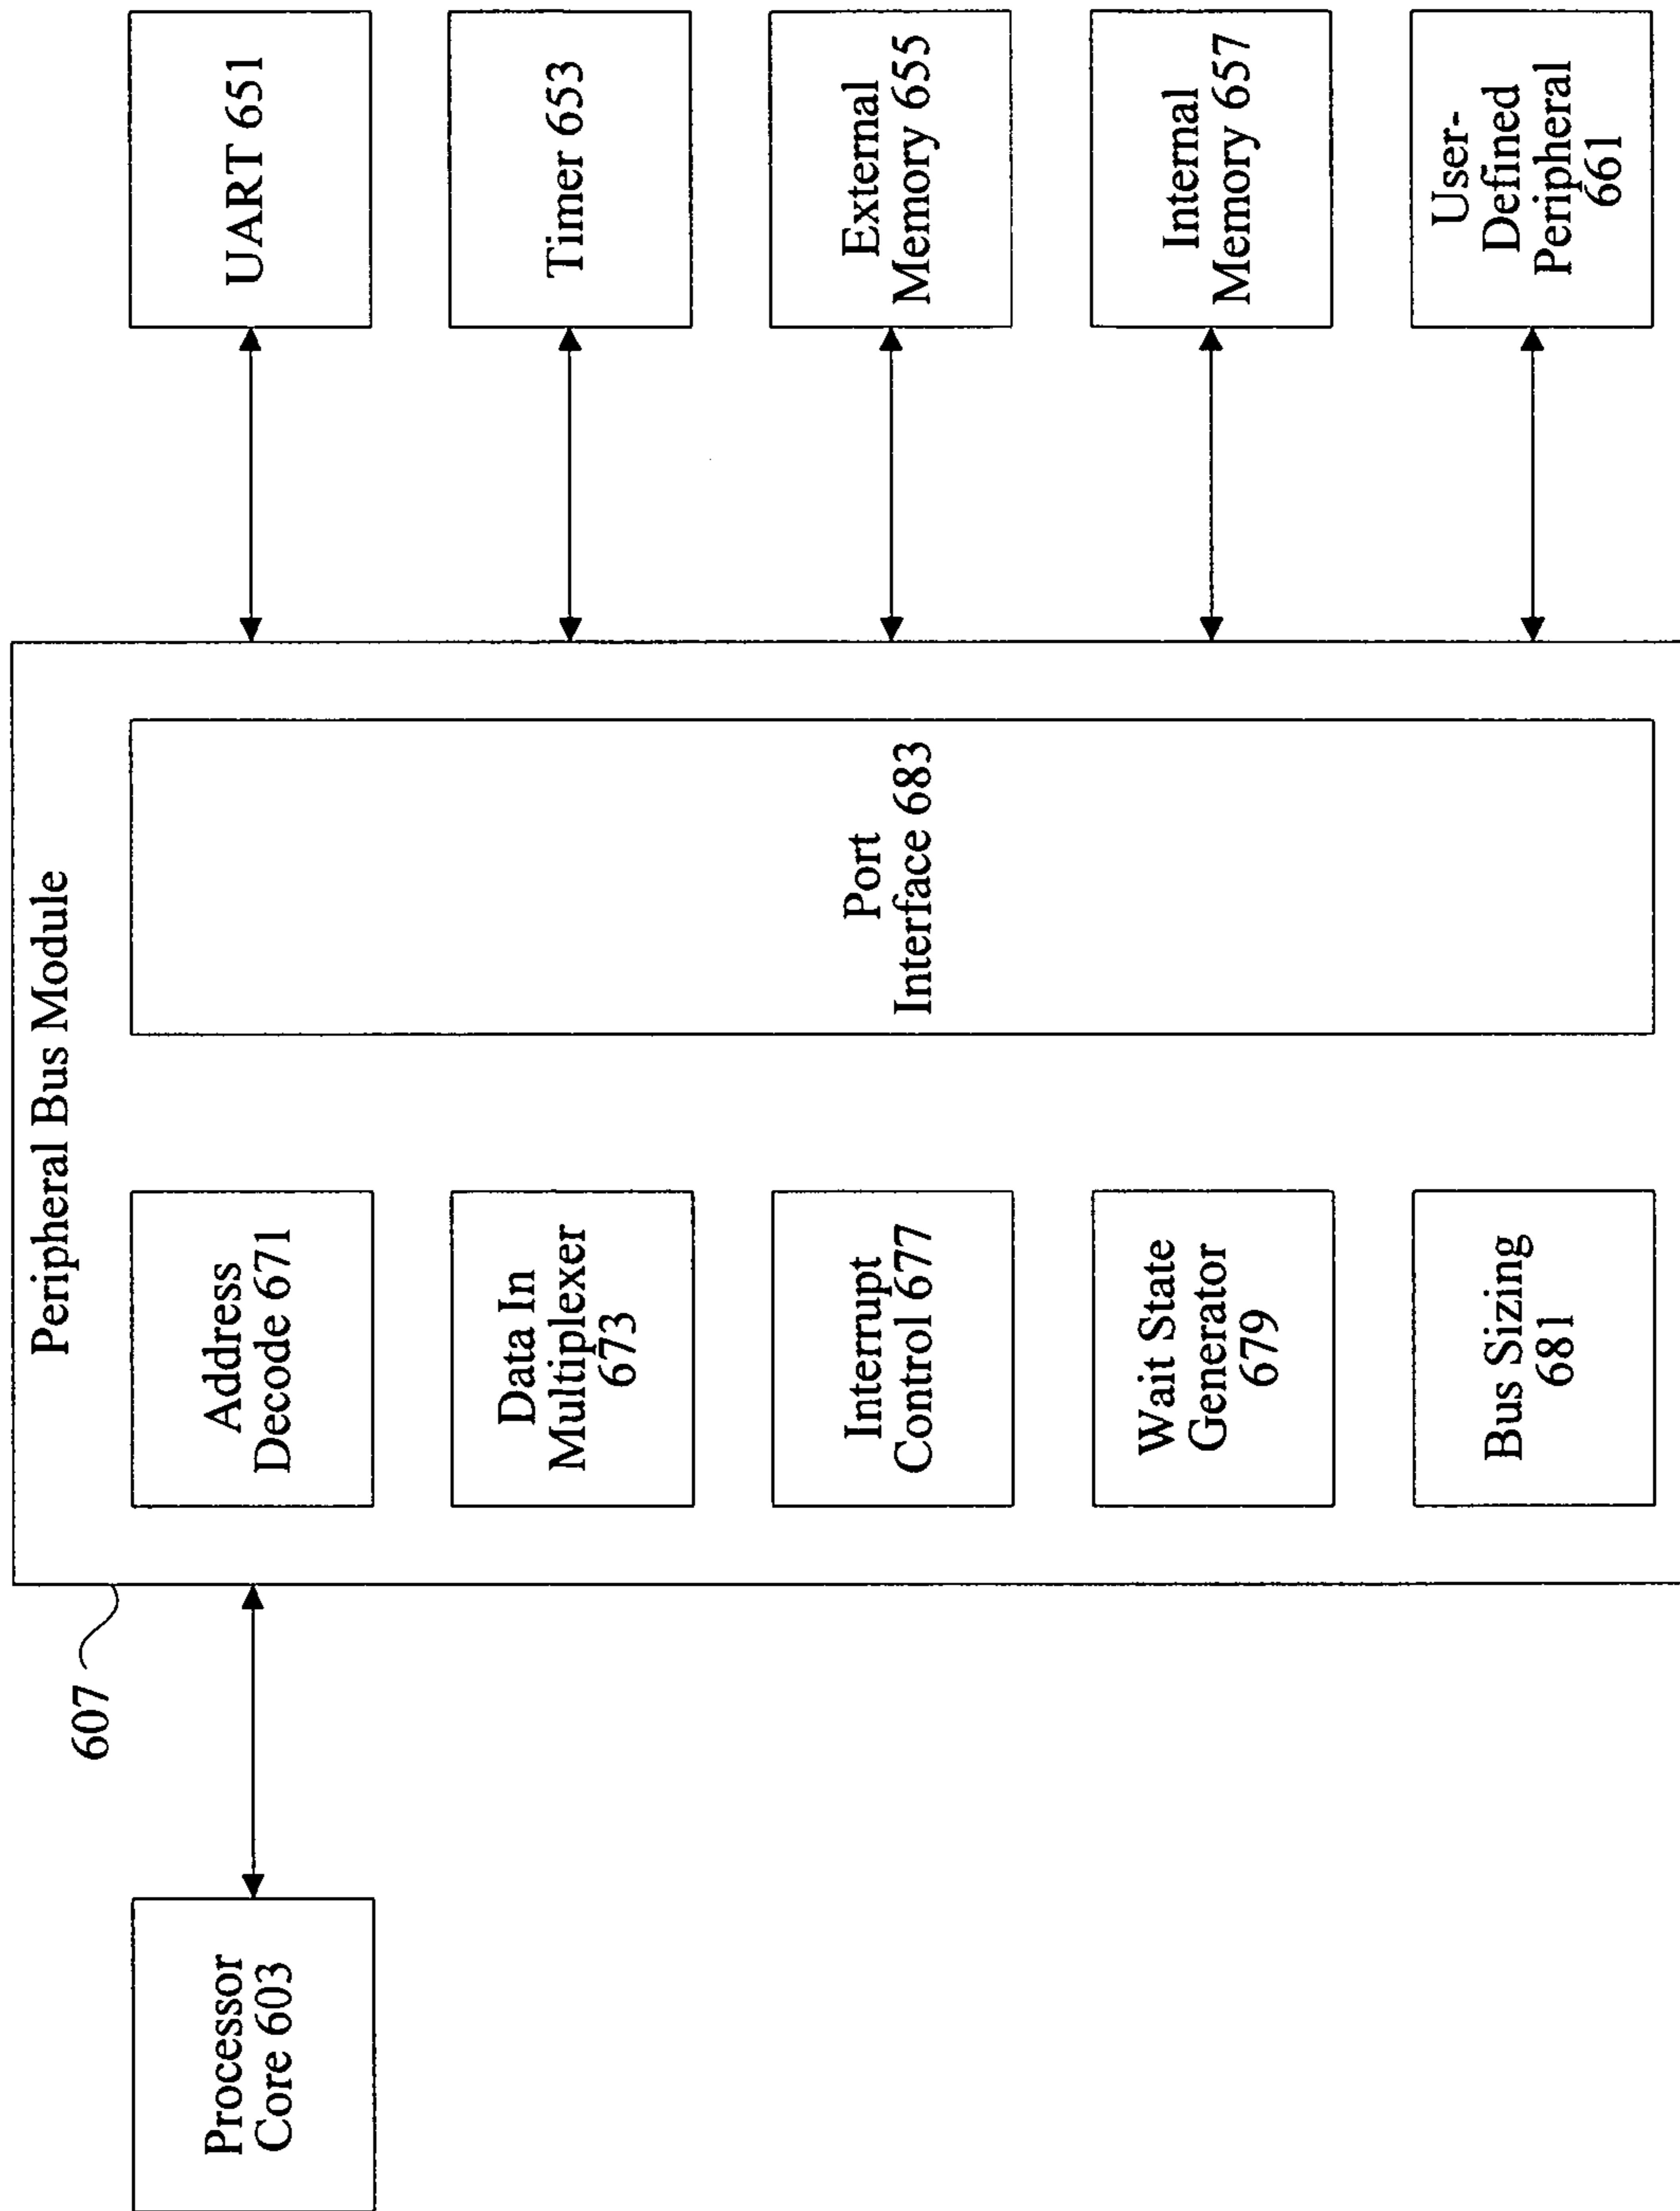 Peripheral Bus Module
607
Processor
Core 603
Address
Decode 671
Data In
Multiplexer
673
Interrupt
Control 677
Wait State
Generator
679
Bus Sizing
681
Port
Interface 683
UART 651
Timer 653
External
Memory 655
Internal
Memory 657
User-
Defined
Peripheral
661